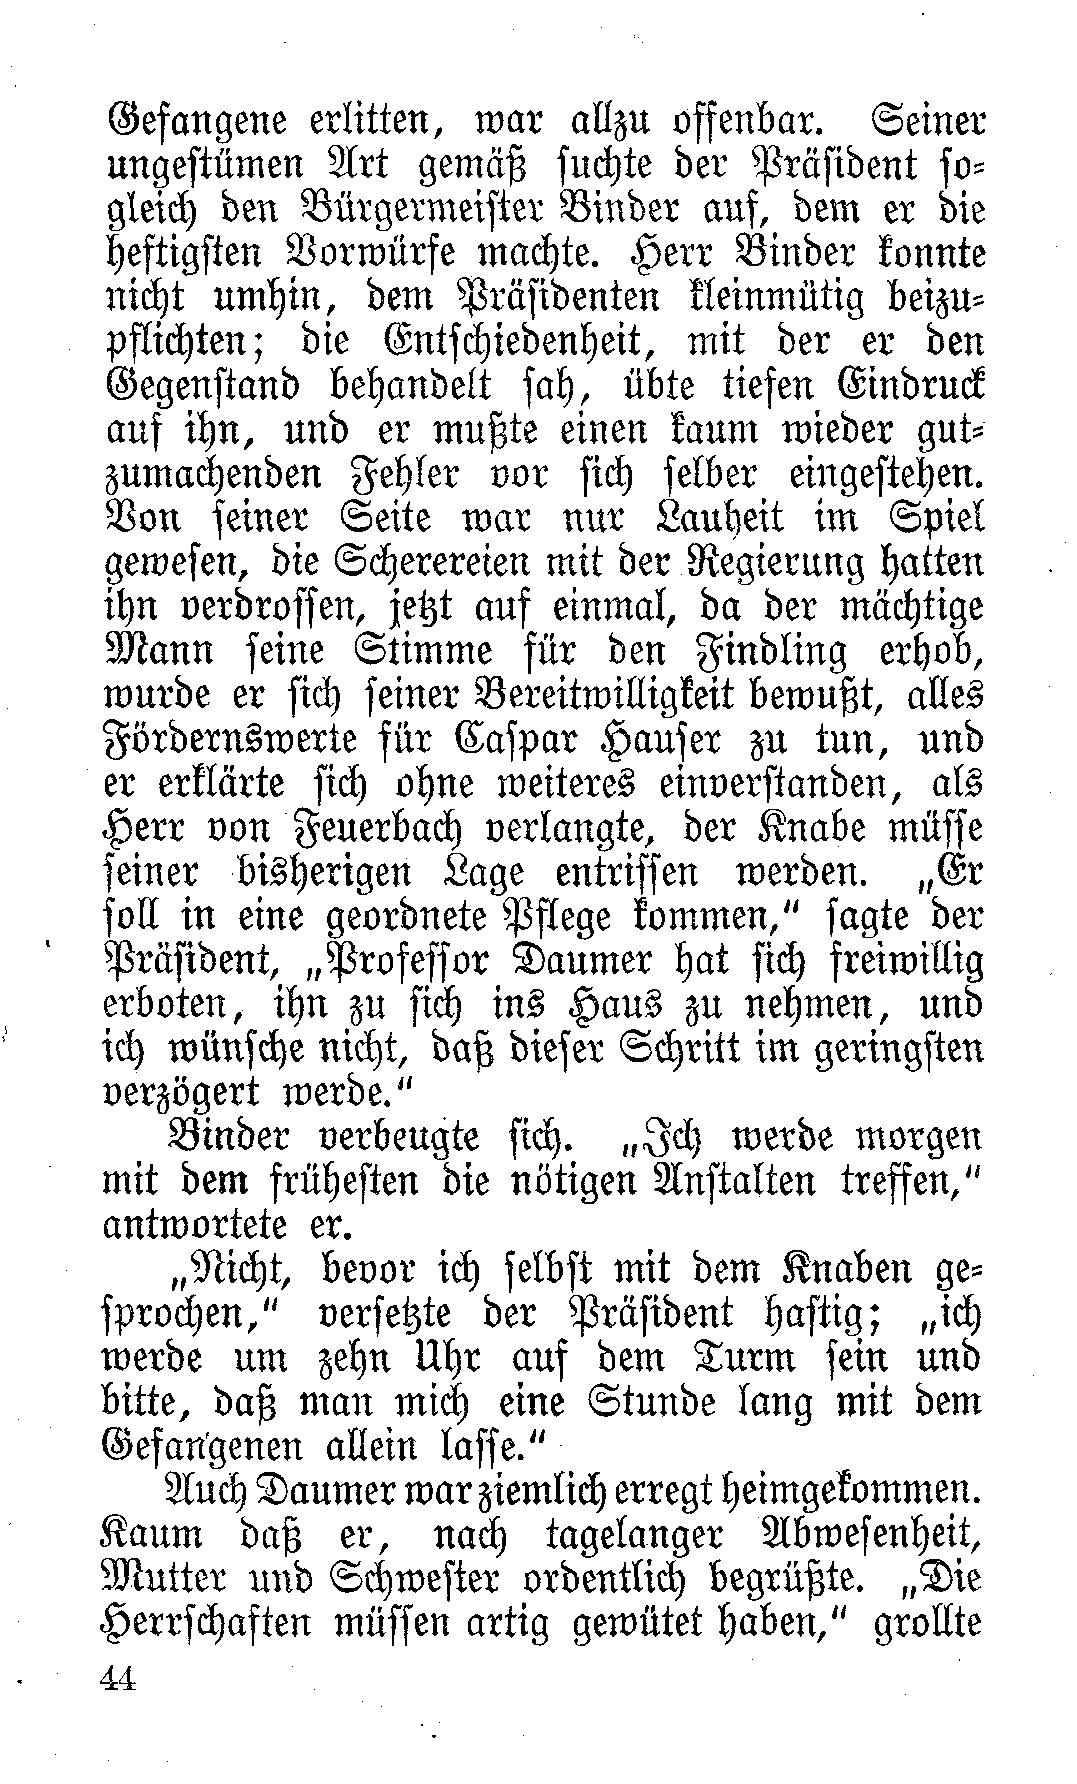 Gefangene erlitten, war allzu offenbar. Seiner
ungestümen Art gemäß suchte der Präsident so-
gleich den Bürgermeister Binder auf, dem er die
heftigsten Vorwürfe machte. Herr Binder konnte
nicht umhin, dem Präsidenten kleinmütig beizu-
pflichten; die Entschiedenheit, mit der er den
Gegenstand behandelt sah, übte tiefen Eindruck
auf ihn, und er mußte einen kaum wieder gut-
zumachenden Fehler vor sich selber eingestehen.
Von seiner Seite war nur Lauheit im Spiel
gewesen, die Scherereien mit der Regierung hatten
ihn verdrossen, jetzt auf einmal, da der mächtige
Mann seine Stimme für den Findling erhob,
wurde er sich seiner Bereitwilligkeit bewußt, alles
Fördernswerte für Caspar Hauser zu tun, und
er erklärte sich ohne weiteres einverstanden, als
Herr von Feuerbach verlangte, der Knabe müsse
seiner bisherigen Lage entrissen werden. „Er
soll in eine geordnete Pflege kommen,“ sagte der
Präsident, „Professor Daumer hat sich freiwillig
erboten, ihn zu sich ins Haus zu nehmen, und
ich wünsche nicht, daß dieser Schritt im geringsten
verzögert werde.“
Binder verbeugte sich. „Ich werde morgen
mit dem frühesten die nötigen Anstalten treffen,“
antwortete er.
„Nicht, bevor ich selbst mit dem Knaben ge-
sprochen,“ versetzte der Präsident hastig; „ich
werde um zehn Uhr auf dem Turm sein und
bitte, daß man mich eine Stunde lang mit dem
Gefangenen allein lasse.“
Auch Daumer war ziemlich erregt heimgekommen.
Kaum daß er, nach tagelanger Abwesenheit,
Mutter und Schwester ordentlich begrüßte. „Die
Herrschaften müssen artig gewütet haben,“ grollte
44